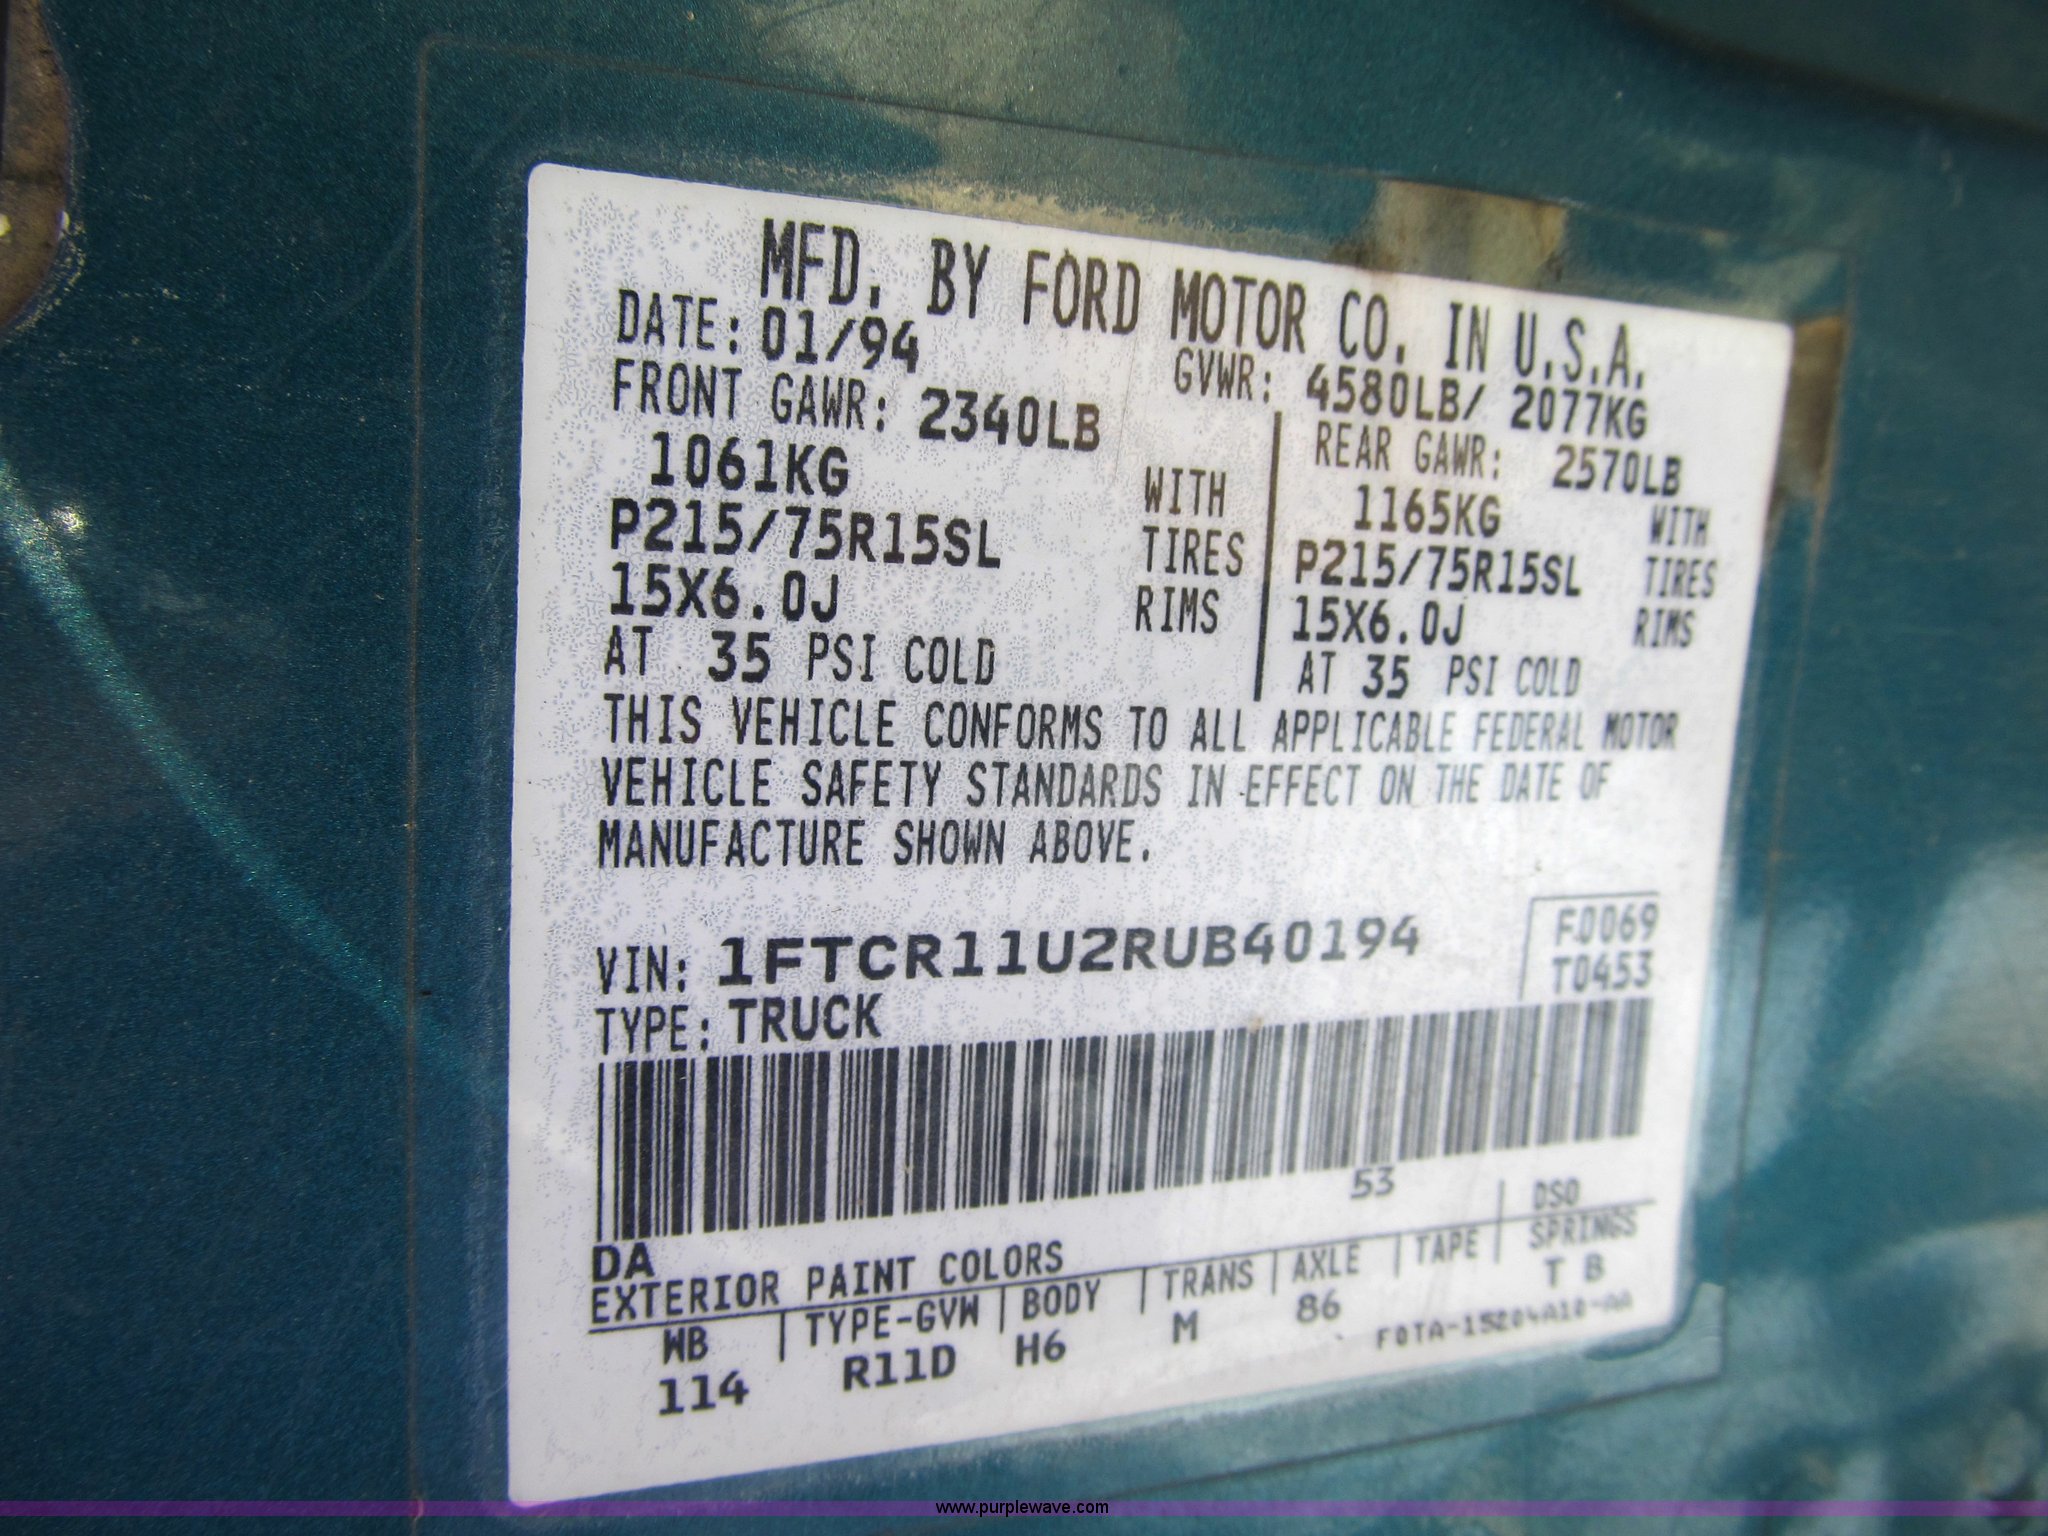 MFD. BY FORD MOTOR CO. IN U.S.A.
DATE: 01/94 GVWR: 4580LB/ 2077KG
FRONT GAWR: 2340LB REAR GAWR: 2570LB
1061KG WITH 1165KG WITH
P215/75R15SL TIRES P215/75R15SL TIRES
15X6.0J RIMS 15X6.0J RIMS
AT 35 PSI COLD AT 35 PSI COLD
THIS VEHICLE CONFORMS TO ALL APPLICABLE FEDERAL MOTOR
VEHICLE SAFETY STANDARDS IN EFFECT ON THE DATE OF
MANUFACTURE SHOWN ABOVE.
VIN: 1FTCR11U2RUB40194 F0069
TYPE: TRUCK T0453
53
DA DSO
EXTERIOR PAINT COLORS
WB TYPE-GVW BODY TRANS AXLE TAPE SPRINGS
114 R11D H6 M 86 T B
F0TA-15204A10-AA
www.purplewave.com